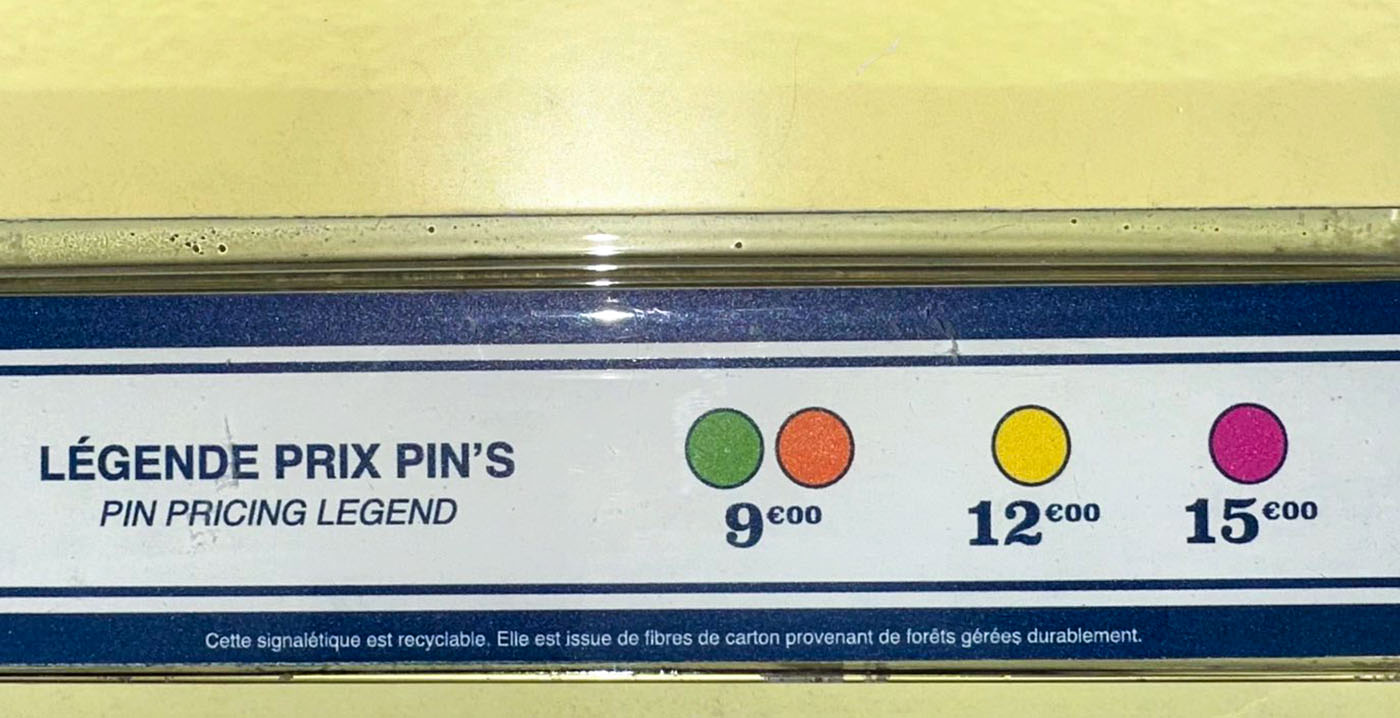 LÉGENDE PRIX PIN'S
PIN PRICING LEGEND
9€00
12€00
15€00
Cette signalétique est recyclable. Elle est issue de fibres de carton provenant de forêts gérées durablement.